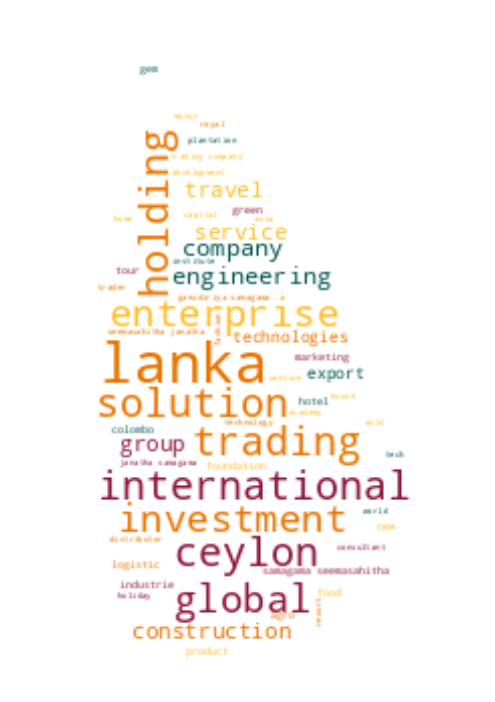 gem
motor
royal
plantation
trading company
development
holding
travel
green
home
capital
asia
service
company
institute
tour
engineering
trader
ganidiriya samagama
enterprise
seemasahitha janatha
technologies
marketing
lanka
export
venture
solution
hotel
house
academy
technology
auto
colombo
group
trading
tech
janatha samagama
foundation
international
world
investment
new
distributor
ceylon
consultant
logistic
samagama seemasahitha
industrie
holiday
global
food
agro
resort
construction
product